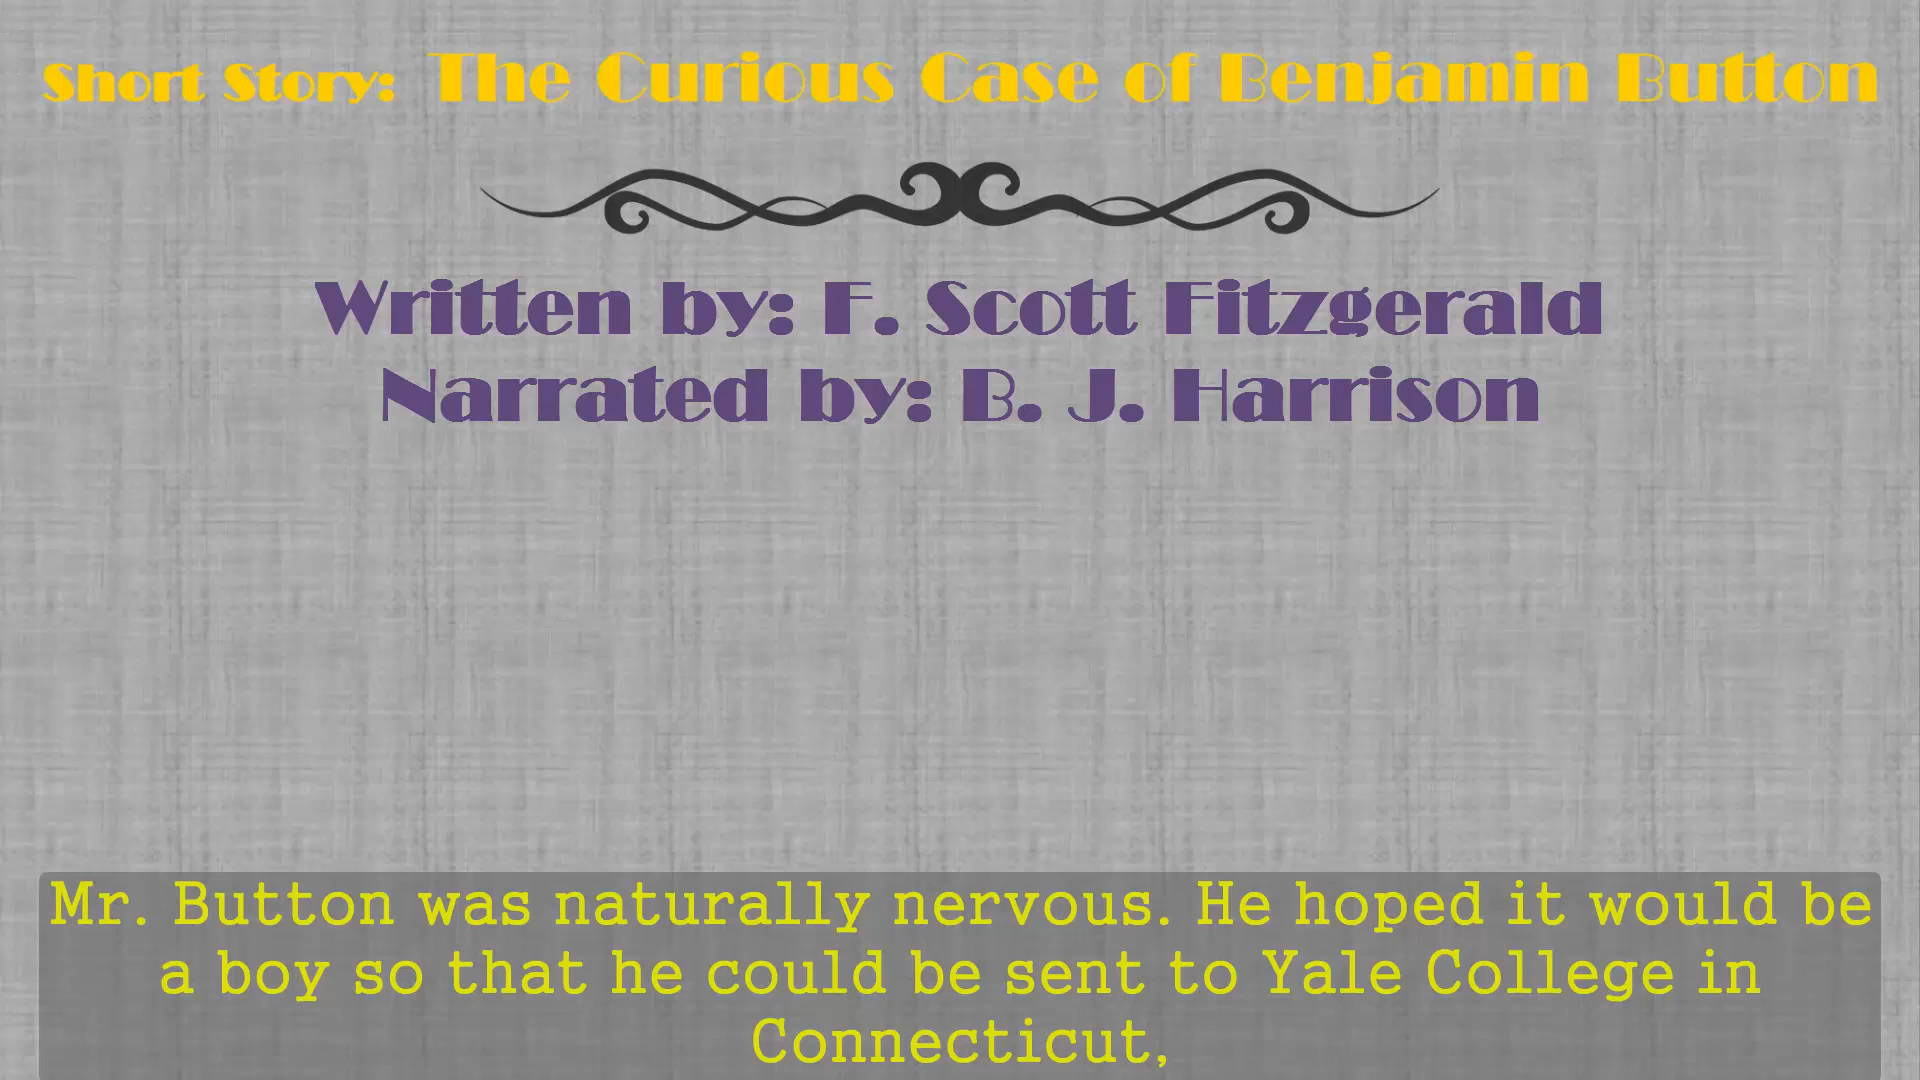 Short Story: The Curious Case of Benjamin Button
Written by: F. Scott Fitzgerald
Narrated by: B. J. Harrison
Mr. Button was naturally nervous. He hoped it would be
a boy so that he could be sent to Yale College in
Connecticut,